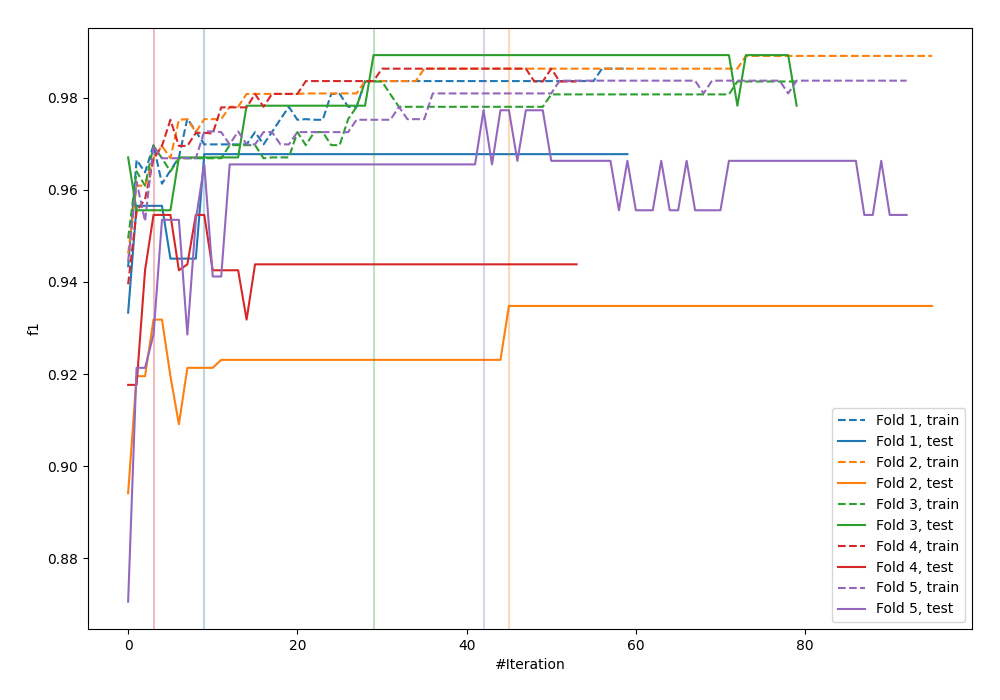 0.98
0.96
0.94
0.92
0.90
0.88
f1
0
20
40
60
80
#Iteration
Fold 1, train
Fold 1, test
Fold 2, train
Fold 2, test
Fold 3, train
Fold 3, test
Fold 4, train
Fold 4, test
Fold 5, train
Fold 5, test